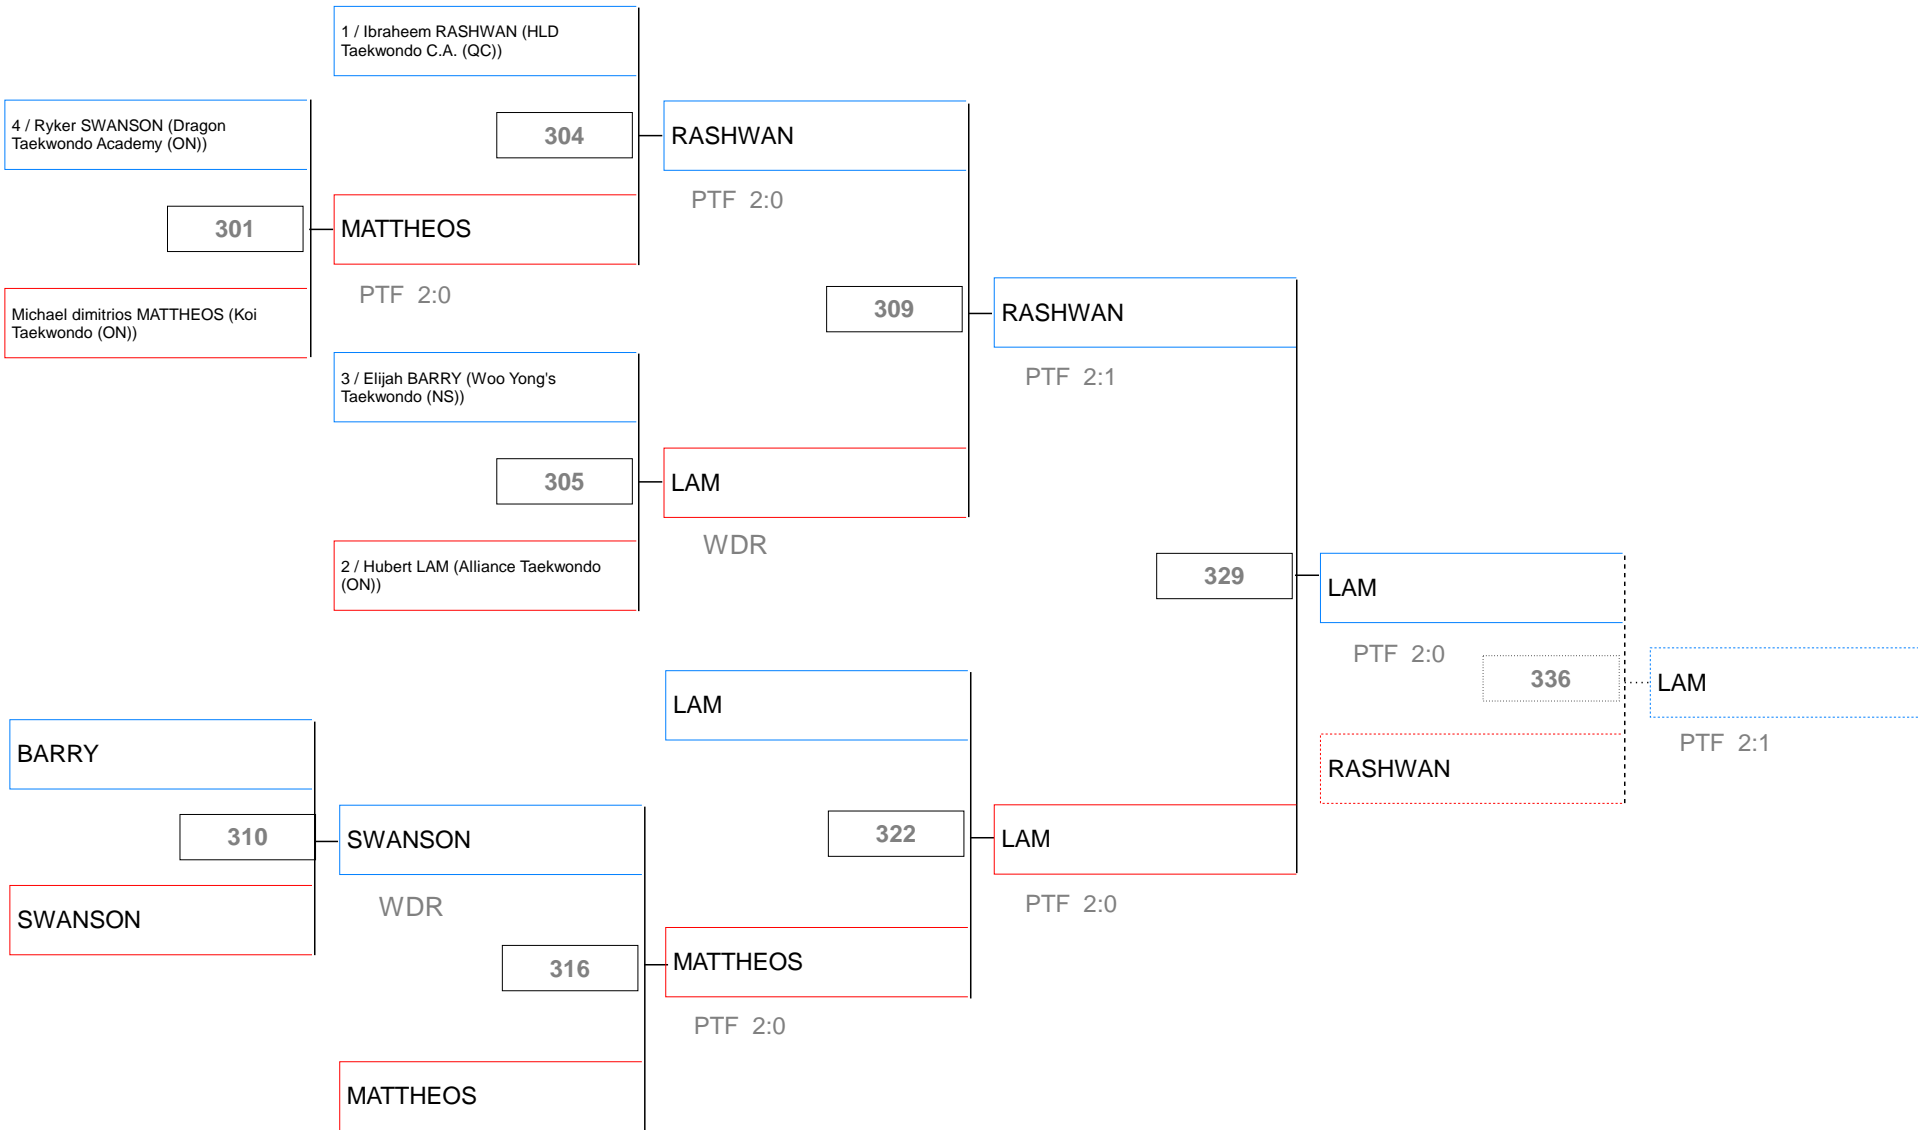 1 / Ibraheem RASHWAN (HLD
Taekwondo C.A. (QC))
4 / Ryker SWANSON (Dragon
Taekwondo Academy (ON))
304
RASHWAN
PTF 2:0
301
MATTHEOS
PTF 2:0
Michael dimitrios MATTHEOS (Koi
Taekwondo (ON))
309
RASHWAN
PTF 2:1
3 / Elijah BARRY (Woo Yong's
Taekwondo (NS))
305
LAM
WDR
2 / Hubert LAM (Alliance Taekwondo
(ON))
329
LAM
PTF 2:0
336
LAM
PTF 2:1
RASHWAN
LAM
BARRY
310
SWANSON
WDR
SWANSON
322
LAM
PTF 2:0
316
MATTHEOS
PTF 2:0
MATTHEOS